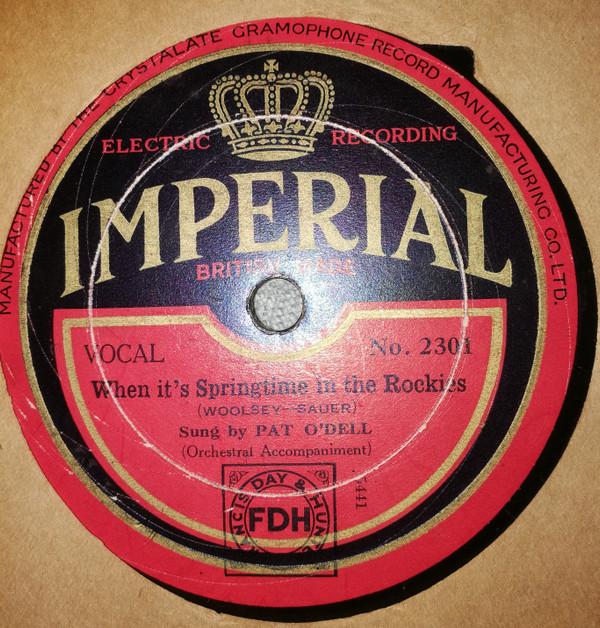 MANUFACTURED BY THE CRYSTALATE GRAMOPHONE RECORD MANUFACTURING CO. LTD.
ELECTRIC RECORDING
IMPERIAL
BRITISH MADE
VOCAL No. 2301
When it's Springtime in the Rockies
(WOOLSEY—SAUER)
Sung by PAT O'DELL
(Orchestral Accompaniment)
DAY &
FDH